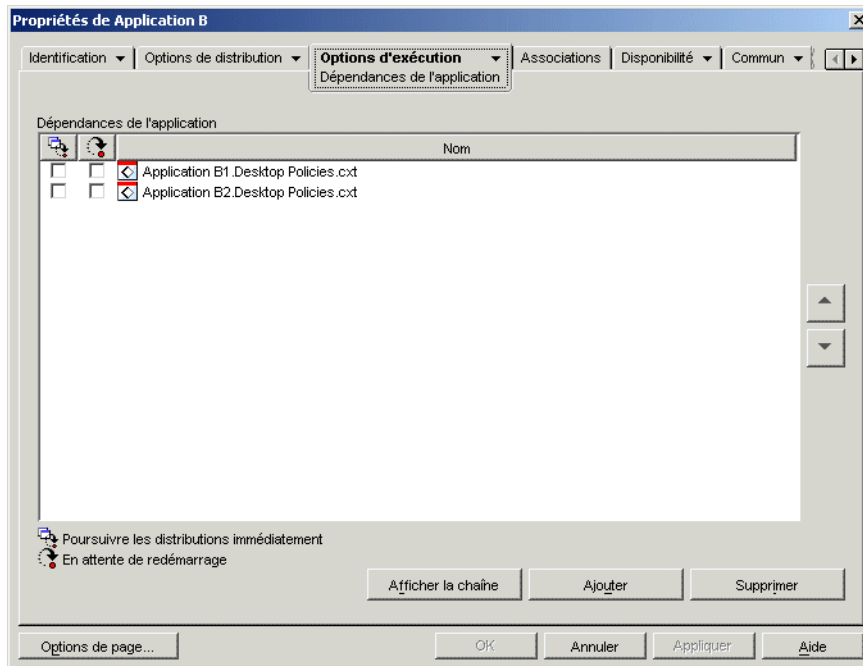 Propriétés de Application B
Identification Options de distribution Options d'exécution Associations Disponibilité Commun
Dépendances de l'application
Dépendances de l'application
Nom
Application B1.Desktop Policies.cxt
Application B2.Desktop Policies.cxt
Poursuivre les distributions immédiatement
En attente de redémarrage
Afficher la chaîne Ajouter Supprimer
Options de page... OK Annuler Appliquer Aide